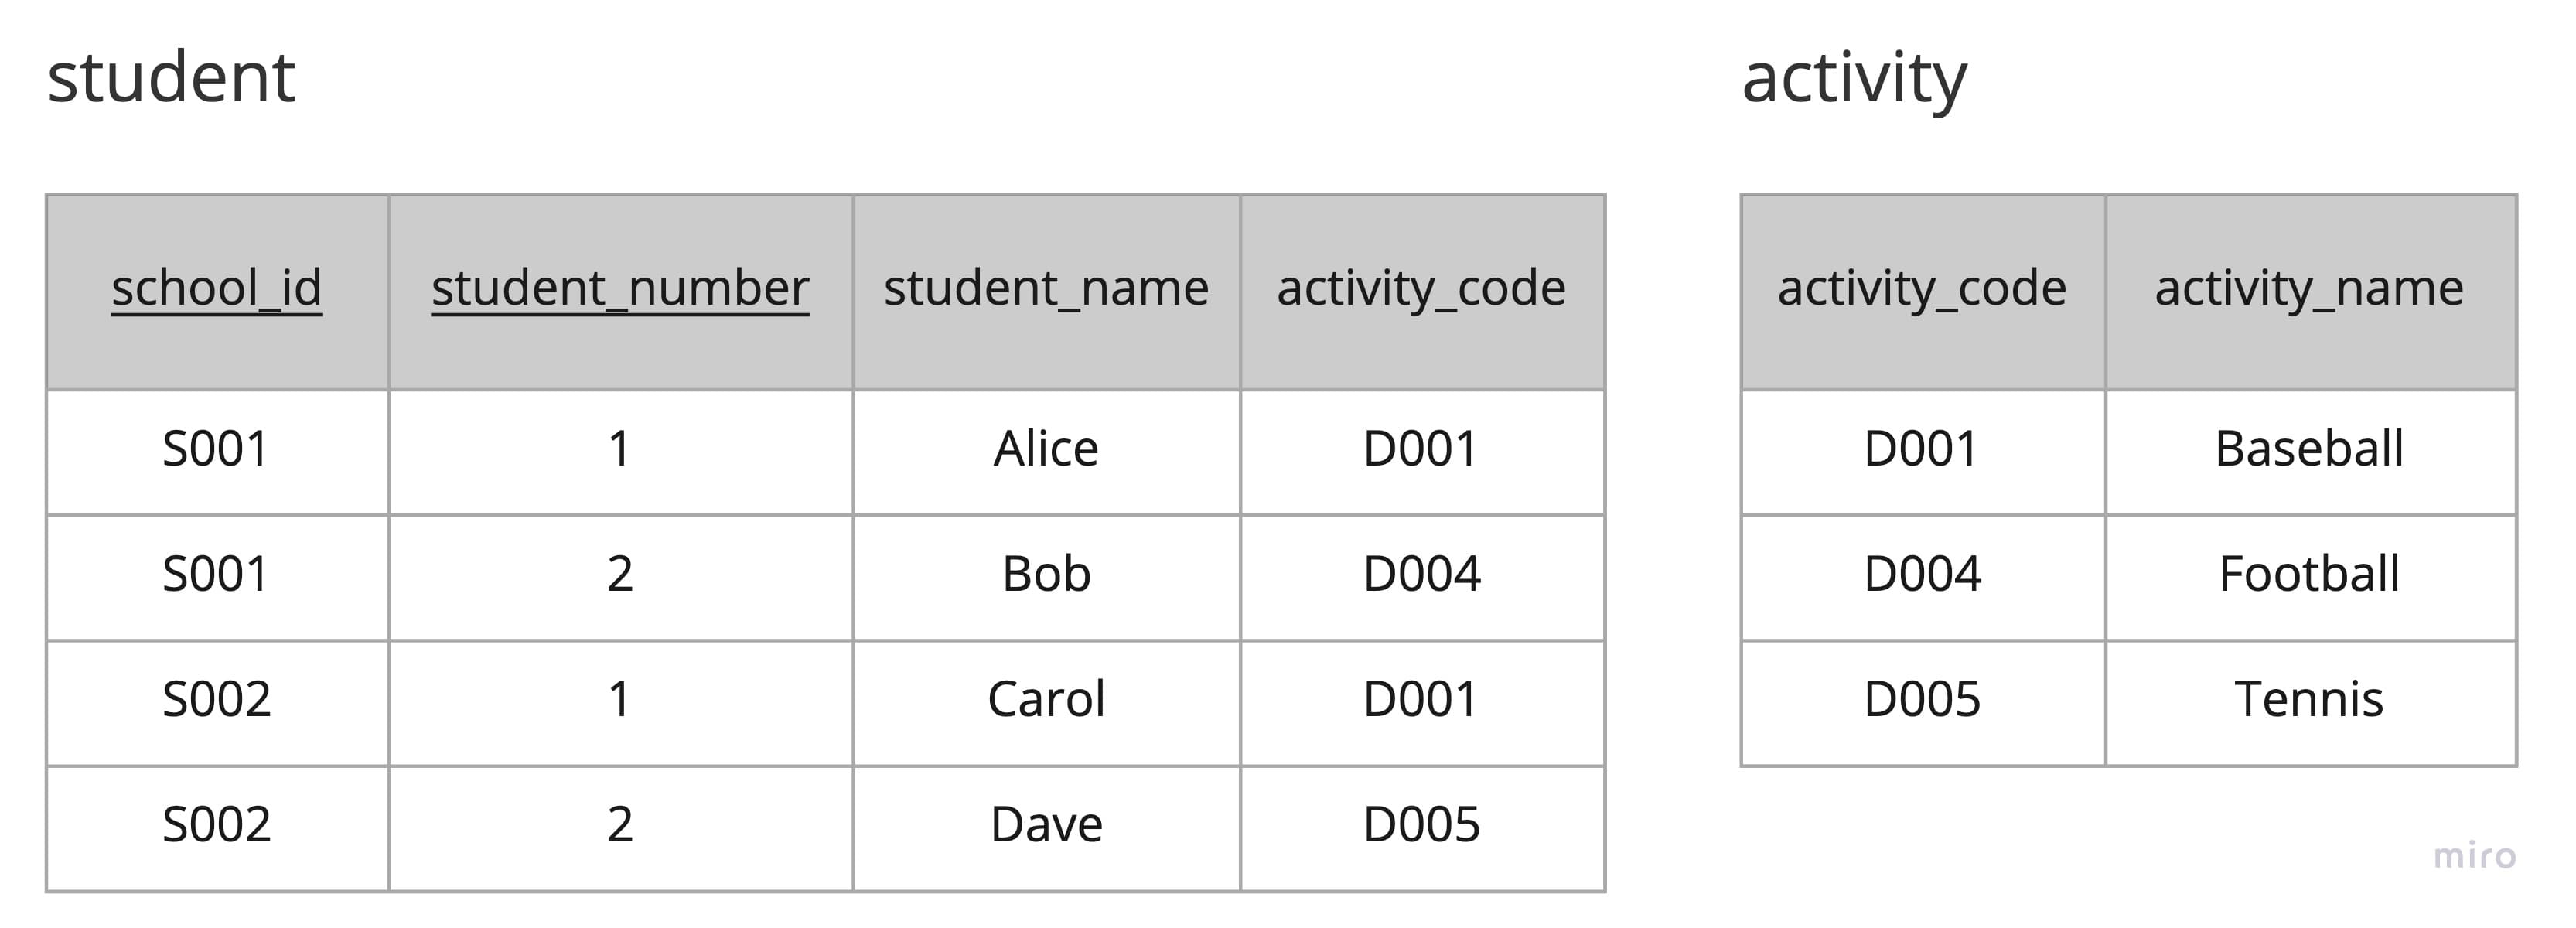 student
school_id student_number student_name activity_code
S001 1 Alice D001
S001 2 Bob D004
S002 1 Carol D001
S002 2 Dave D005
activity
activity_code activity_name
D001 Baseball
D004 Football
D005 Tennis
miro